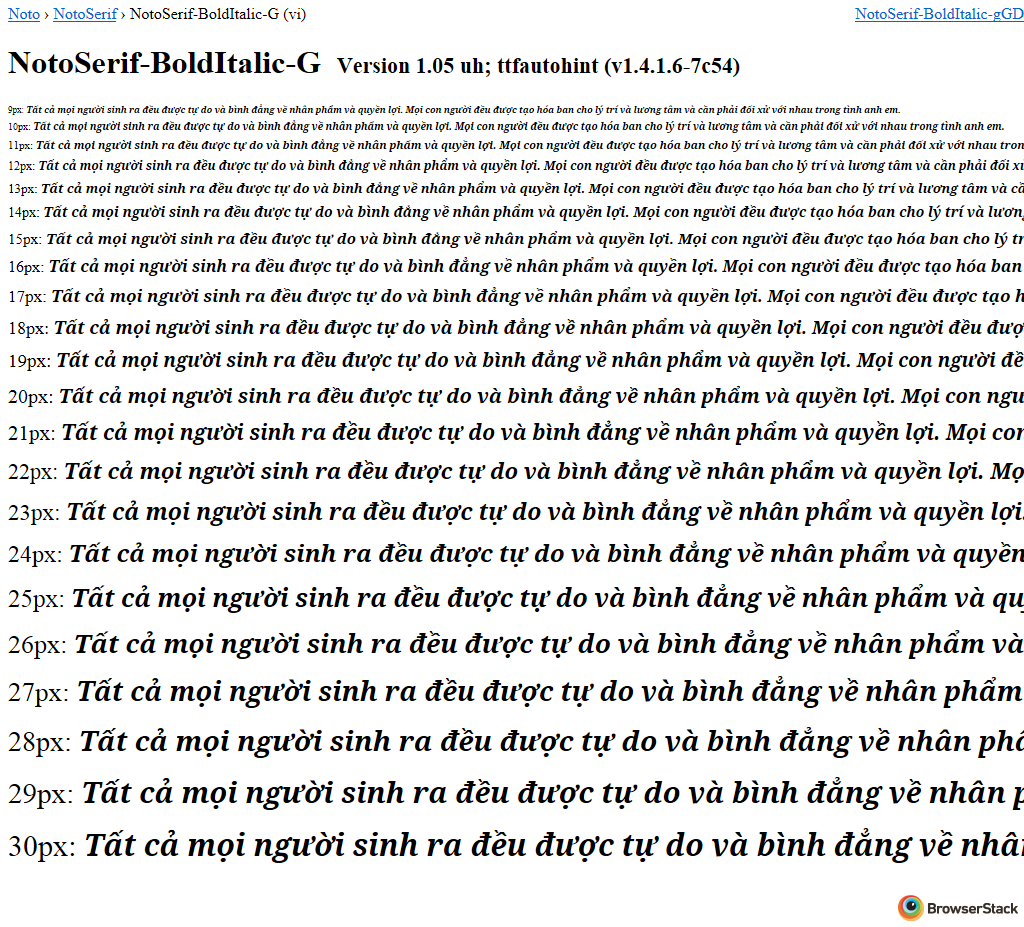 Noto › NotoSerif › NotoSerif-BoldItalic-G (vi) NotoSerif-BoldItalic-gGD
NotoSerif-BoldItalic-G Version 1.05 uh; ttfautohint (v1.4.1.6-7c54)
9px: Tất cả mọi người sinh ra đều được tự do và bình đẳng về nhân phẩm và quyền lợi. Mọi con người đều được tạo hóa ban cho lý trí và lương tâm và cần phải đối xử với nhau trong tình anh em.
10px: Tất cả mọi người sinh ra đều được tự do và bình đẳng về nhân phẩm và quyền lợi. Mọi con người đều được tạo hóa ban cho lý trí và lương tâm và cần phải đối xử với nhau trong tình anh em.
11px: Tất cả mọi người sinh ra đều được tự do và bình đẳng về nhân phẩm và quyền lợi. Mọi con người đều được tạo hóa ban cho lý trí và lương tâm và cần phải đối xử với nhau tron
12px: Tất cả mọi người sinh ra đều được tự do và bình đẳng về nhân phẩm và quyền lợi. Mọi con người đều được tạo hóa ban cho lý trí và lương tâm và cần phải đối x
13px: Tất cả mọi người sinh ra đều được tự do và bình đẳng về nhân phẩm và quyền lợi. Mọi con người đều được tạo hóa ban cho lý trí và lương tâm và c
14px: Tất cả mọi người sinh ra đều được tự do và bình đẳng về nhân phẩm và quyền lợi. Mọi con người đều được tạo hóa ban cho lý trí và lươn
15px: Tất cả mọi người sinh ra đều được tự do và bình đẳng về nhân phẩm và quyền lợi. Mọi con người đều được tạo hóa ban cho lý tr
16px: Tất cả mọi người sinh ra đều được tự do và bình đẳng về nhân phẩm và quyền lợi. Mọi con người đều được tạo hóa ban
17px: Tất cả mọi người sinh ra đều được tự do và bình đẳng về nhân phẩm và quyền lợi. Mọi con người đều được tạo h
18px: Tất cả mọi người sinh ra đều được tự do và bình đẳng về nhân phẩm và quyền lợi. Mọi con người đều đượ
19px: Tất cả mọi người sinh ra đều được tự do và bình đẳng về nhân phẩm và quyền lợi. Mọi con người đề
20px: Tất cả mọi người sinh ra đều được tự do và bình đẳng về nhân phẩm và quyền lợi. Mọi con ngư
21px: Tất cả mọi người sinh ra đều được tự do và bình đẳng về nhân phẩm và quyền lợi. Mọi con
22px: Tất cả mọi người sinh ra đều được tự do và bình đẳng về nhân phẩm và quyền lợi. Mọ
23px: Tất cả mọi người sinh ra đều được tự do và bình đẳng về nhân phẩm và quyền lợi.
24px: Tất cả mọi người sinh ra đều được tự do và bình đẳng về nhân phẩm và quyền
25px: Tất cả mọi người sinh ra đều được tự do và bình đẳng về nhân phẩm và qu
26px: Tất cả mọi người sinh ra đều được tự do và bình đẳng về nhân phẩm và
27px: Tất cả mọi người sinh ra đều được tự do và bình đẳng về nhân phẩm
28px: Tất cả mọi người sinh ra đều được tự do và bình đẳng về nhân phẩ
29px: Tất cả mọi người sinh ra đều được tự do và bình đẳng về nhân p
30px: Tất cả mọi người sinh ra đều được tự do và bình đẳng về nhân
BrowserStack